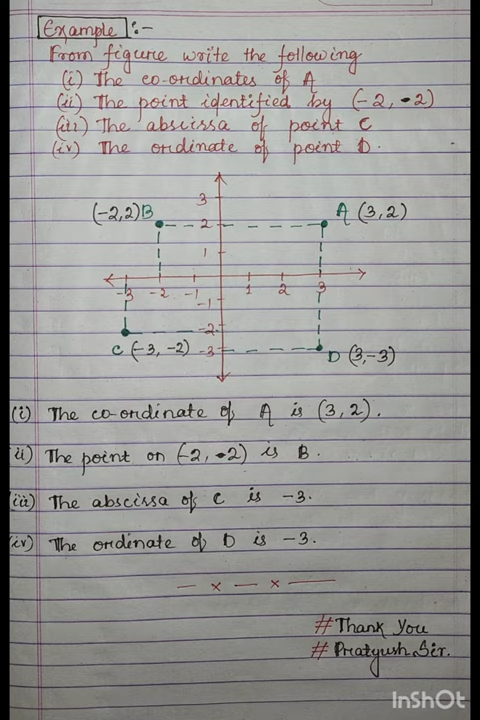 Example :-
From figure write the following
(i) The co-ordinates of A
(ii) The point identified by (-2, -2)
(iii) The abscissa of point C
(iv) The ordinate of point D.
3
(-2,2) B
2
A (3, 2)
1
-3 -2 -1 1 2 3
-1
-2
C (-3, -2)
-3
D (3,-3)
(i) The co-ordinate of A is (3, 2).
ii) The point on (-2, -2) is B.
(iii) The abscissa of C is -3.
(iv) The ordinate of D is -3.
— x — x —
# Thank You
# Pratyush Sir.
InShOt